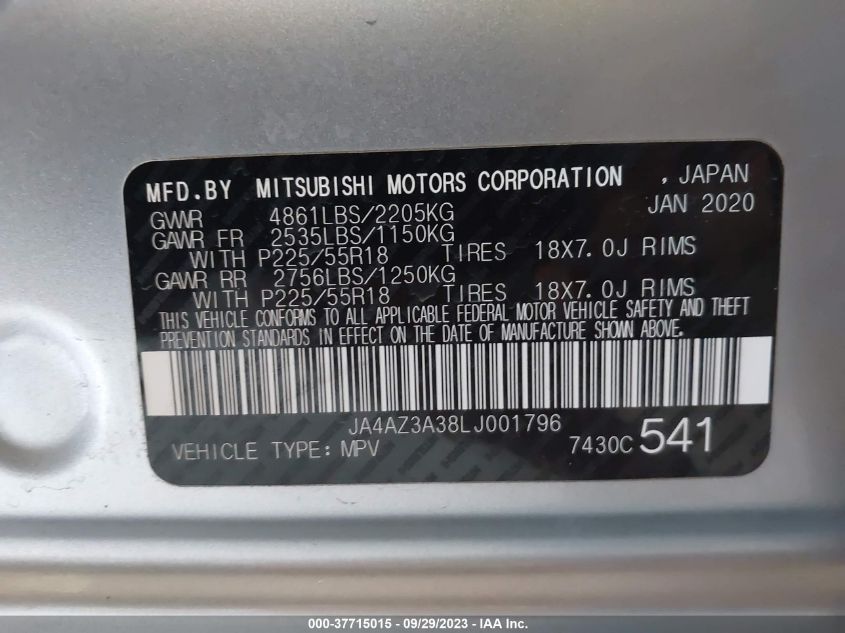 MFD.BY MITSUBISHI MOTORS CORPORATION , JAPAN
GVWR 4861LBS/2205KG JAN 2020
GAWR FR 2535LBS/1150KG
WITH P225/55R18 TIRES 18X7.0J RIMS
GAWR RR 2756LBS/1250KG
WITH P225/55R18 TIRES 18X7.0J RIMS
THIS VEHICLE CONFORMS TO ALL APPLICABLE FEDERAL MOTOR VEHICLE SAFETY AND THEFT
PREVENTION STANDARDS IN EFFECT ON THE DATE OF MANUFACTURE SHOWN ABOVE.
JA4AZ3A38LJ001796
VEHICLE TYPE: MPV 7430C 541
000-37715015 - 09/29/2023 - IAA Inc.